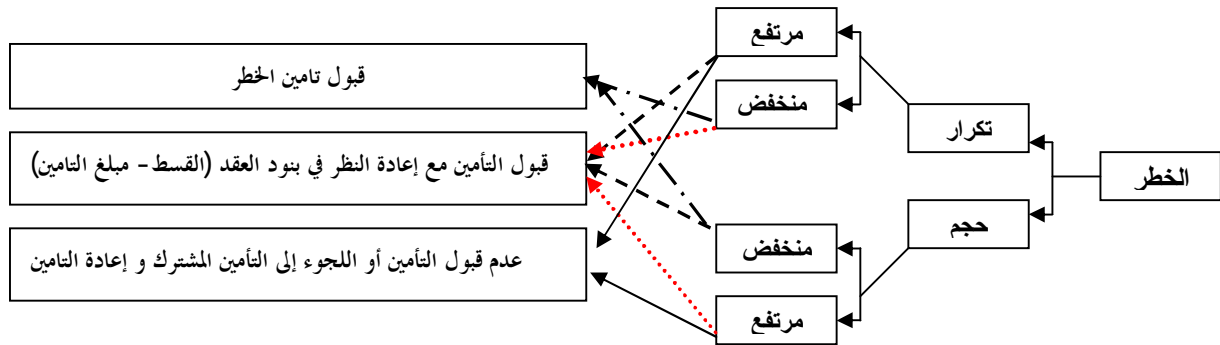 الخطر
تكرار
حجم
مرتفع
منخفض
منخفض
مرتفع
قبول تامين الخطر
قبول التأمين مع إعادة النظر في بنود العقد (القسط- مبلغ التامين)
عدم قبول التأمين أو اللجوء إلى التأمين المشترك و إعادة التامين